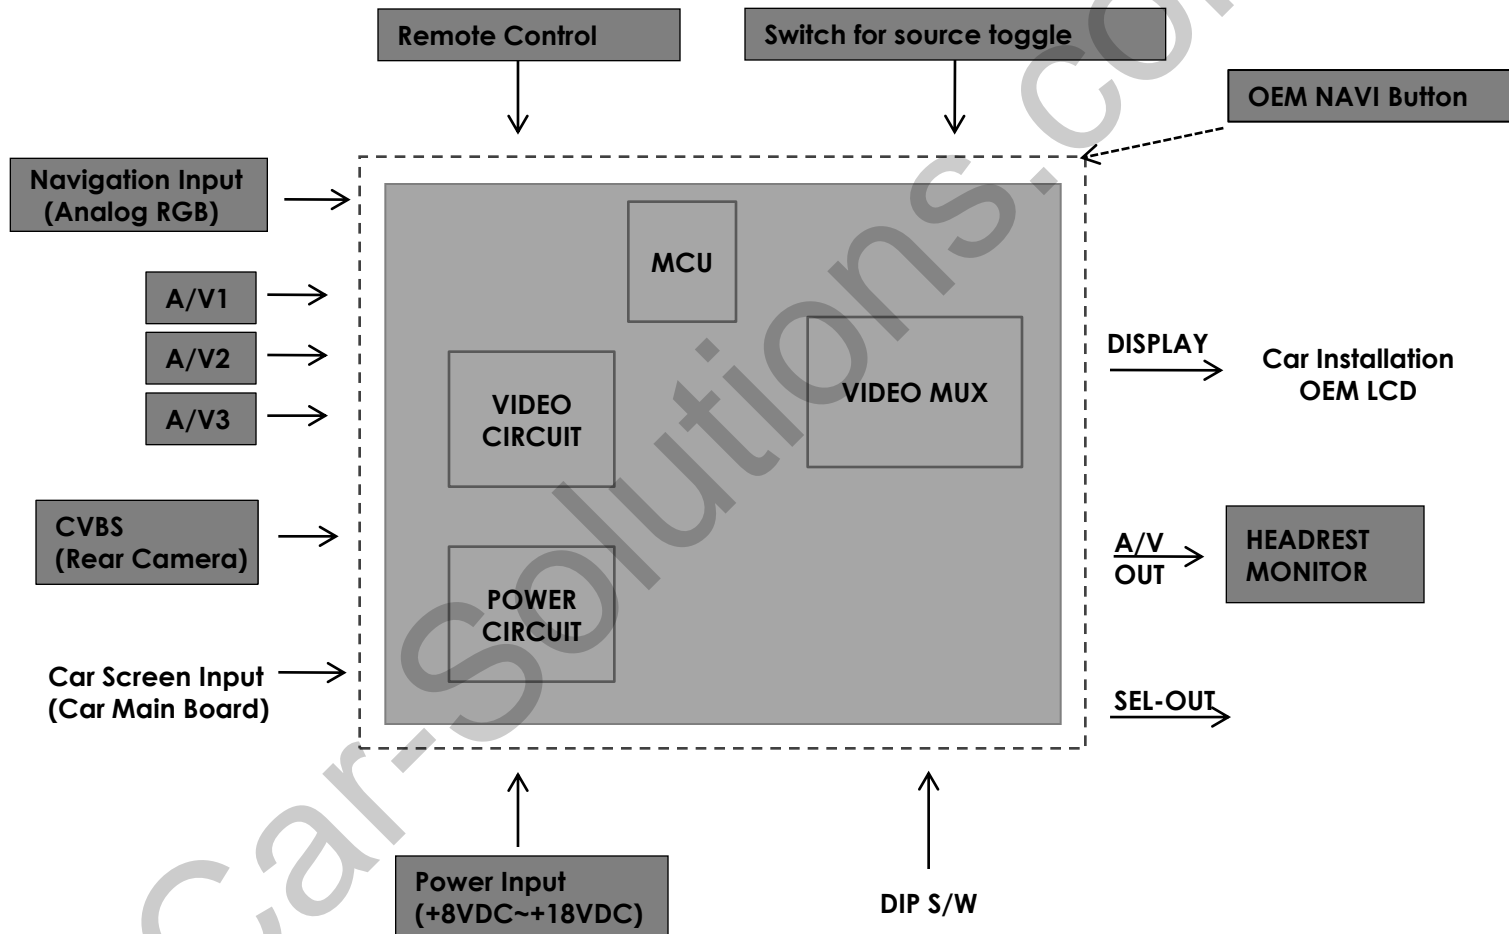 Remote Control
Switch for source toggle
OEM NAVI Button
Navigation Input
(Analog RGB)
MCU
A/V1
A/V2
A/V3
VIDEO
CIRCUIT
VIDEO MUX
DISPLAY
Car Installation
OEM LCD
CVBS
(Rear Camera)
A/V
OUT
HEADREST
MONITOR
POWER
CIRCUIT
Car Screen Input
(Car Main Board)
SEL-OUT
Power Input
(+8VDC~+18VDC)
DIP S/W
Car-Solutions.com